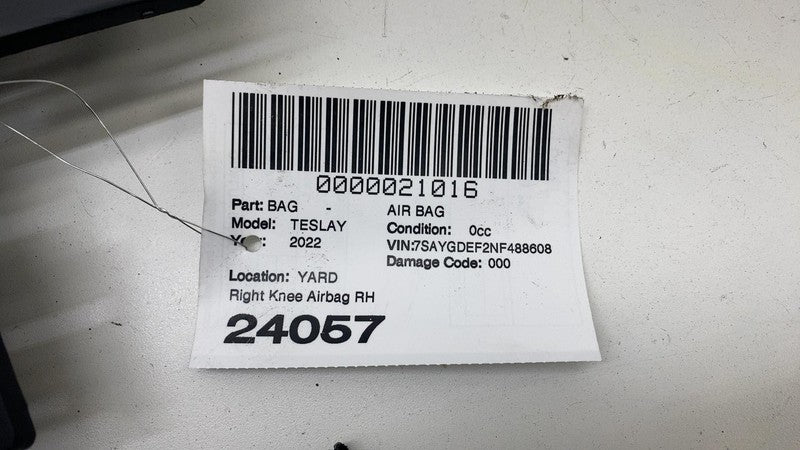 0000021016
Part: BAG - AIR BAG
Model: TESLAY Condition: 0cc
2022 VIN:7SAYGDEF2NF488608
Damage Code: 000
Location: YARD
Right Knee Airbag RH
24057